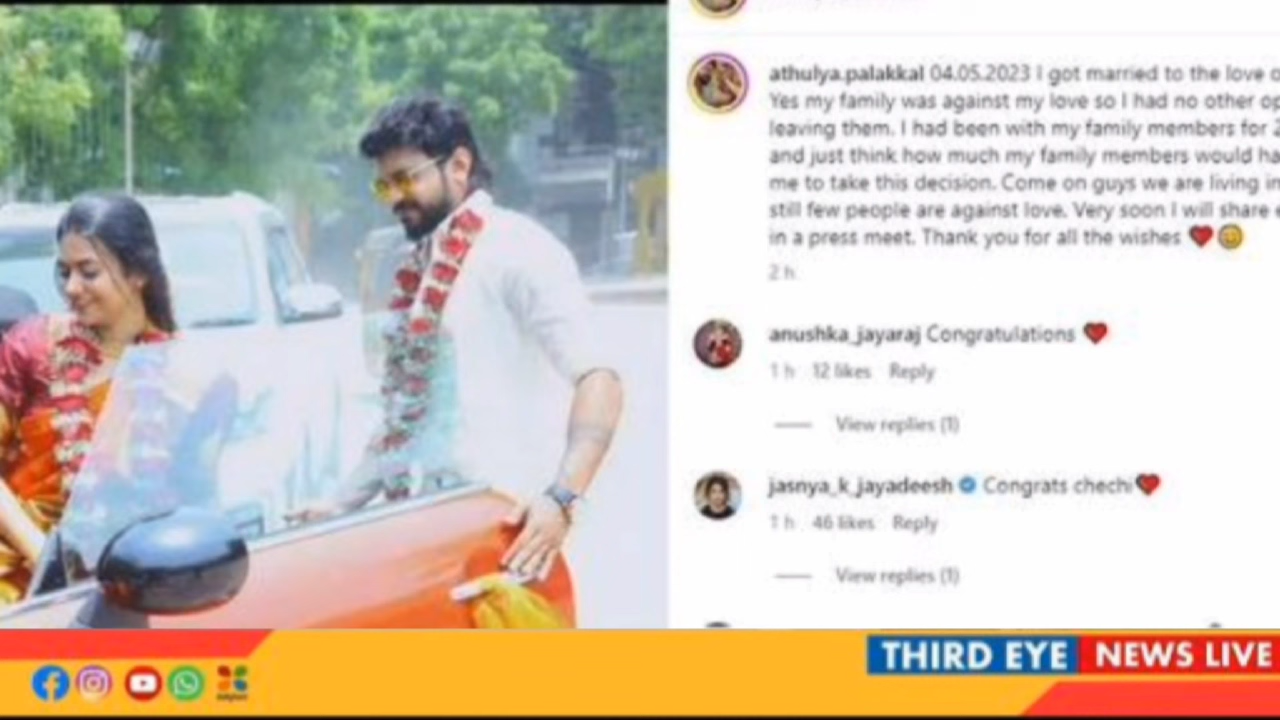 athulya.palakkal 04.05.2023 I got married to the love
Yes my family was against my love so I had no other
leaving them. I had been with my family members for
and just think how much my family members would
me to take this decision. Come on guys we are living in
still few people are against love. Very soon I will share
in a press meet. Thank you for all the wishes ❤️😊
2 h
anushka_jayaraj Congratulations ❤️
1 h 12 likes Reply
View replies (1)
jasnya_k_jayadeesh Congrats chechi❤️
1 h 46 likes Reply
View replies (1)
THIRD EYE NEWS LIVE